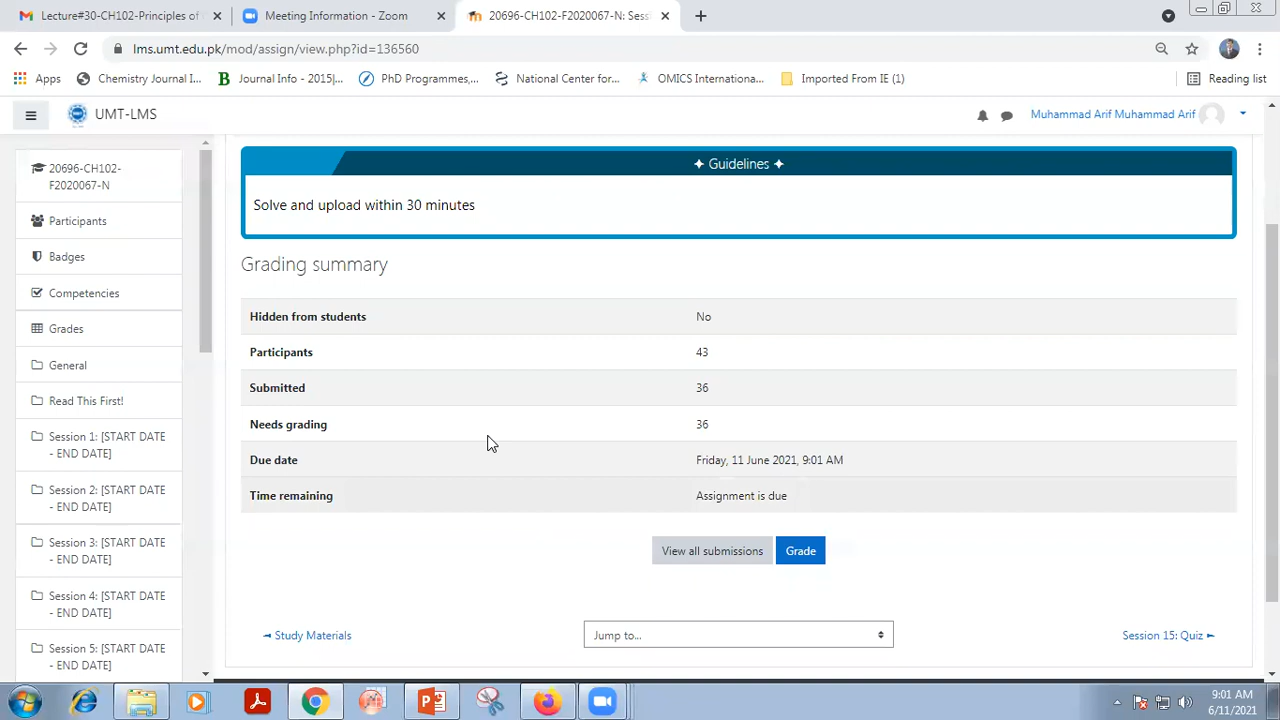 Lecture#30-CH102-Principles of
Meeting Information - Zoom
20696-CH102-F2020067-N: Sess
lms.umt.edu.pk/mod/assign/view.php?id=136560
Apps
Chemistry Journal I...
Journal Info - 2015|...
PhD Programmes,...
National Center for...
OMICS Internationa...
Imported From IE (1)
Reading list
UMT-LMS
Muhammad Arif Muhammad Arif
20696-CH102-
F2020067-N
Participants
Badges
Competencies
Grades
General
Read This First!
Session 1: [START DATE
- END DATE]
Session 2: [START DATE
- END DATE]
Session 3: [START DATE
- END DATE]
Session 4: [START DATE
- END DATE]
Session 5: [START DATE
- END DATE]
✦ Guidelines ✦
Solve and upload within 30 minutes
Grading summary
Hidden from students No
Participants 43
Submitted 36
Needs grading 36
Due date Friday, 11 June 2021, 9:01 AM
Time remaining Assignment is due
View all submissions Grade
◄ Study Materials
Jump to...
Session 15: Quiz ►
9:01 AM
6/11/2021